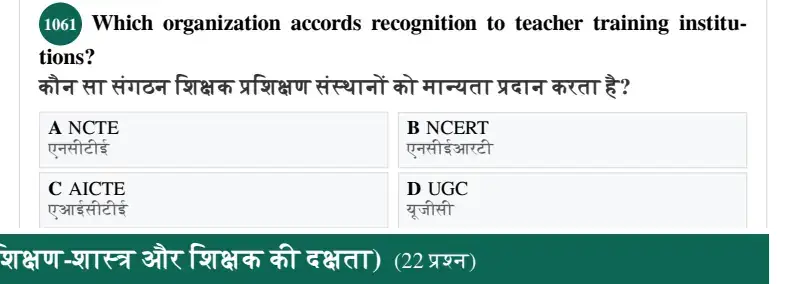 1061 Which organization accords recognition to teacher training institu-
tions?
कौन सा संगठन शिक्षक प्रशिक्षण संस्थानों को मान्यता प्रदान करता है?
A NCTE
एनसीटीई
B NCERT
एनसीईआरटी
C AICTE
एआईसीटीई
D UGC
यूजीसी
शिक्षण-शास्त्र और शिक्षक की दक्षता) (22 प्रश्न)